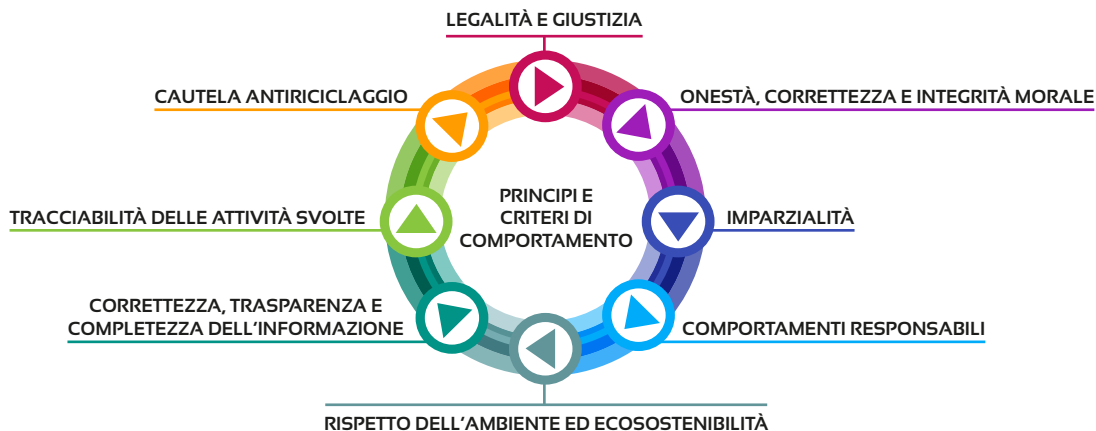 LEGALITÀ E GIUSTIZIA
CAUTELA ANTIRICICLAGGIO
ONESTÀ, CORRETTEZZA E INTEGRITÀ MORALE
PRINCIPI E
CRITERI DI
COMPORTAMENTO
TRACCIABILITÀ DELLE ATTIVITÀ SVOLTE
IMPARZIALITÀ
CORRETTEZZA, TRASPARENZA E
COMPLETEZZA DELL'INFORMAZIONE
COMPORTAMENTI RESPONSABILI
RISPETTO DELL'AMBIENTE ED ECOSOSTENIBILITÀ